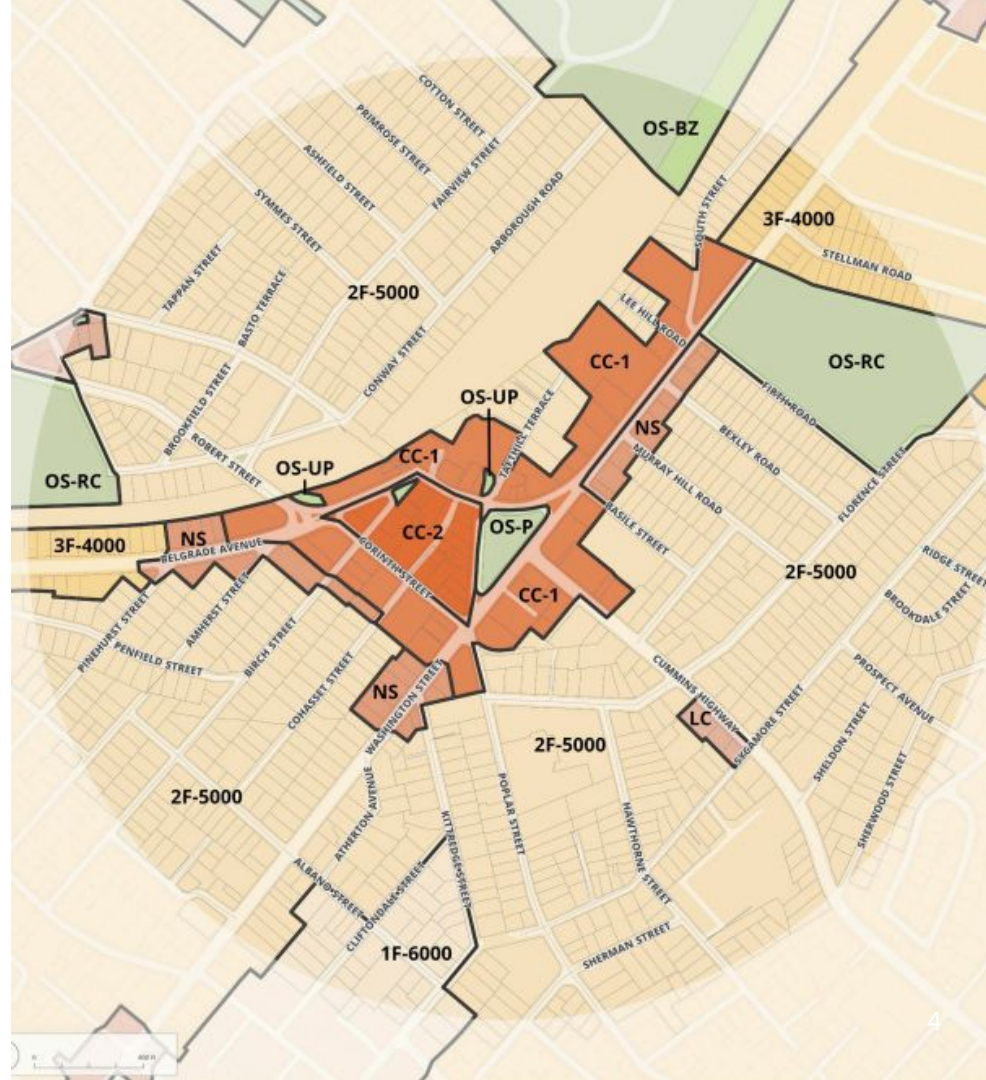 COTTON STREET
PRIMROSE STREET
OS-BZ
ASHFIELD STREET
FAIRVIEW STREET
SYMMES STREET
ARBOROUGH ROAD
SOUTH STREET
3F-4000
TAPPAN STREET
STELLMAN ROAD
BASTO TERRACE
2F-5000
LEE HILL ROAD
CONWAY STREET
CC-1
OS-RC
BROOKFIELD STREET
OS-UP
FIRTH ROAD
TAFTHILL TERRACE
NS
BEXLEY ROAD
ROBERT STREET
CC-1
MURRAY HILL ROAD
OS-UP
OS-RC
FLORENCE STREET
BASILE STREET
OS-P
CC-2
NS
3F-4000
BELGRADE AVENUE
RIDGE STREET
CORINTH STREET
2F-5000
CC-1
BROOKDALE STREET
AMHERST STREET
PINEHURST STREET
BIRCH STREET
PENFIELD STREET
COHASSET STREET
NS
WASHINGTON STREET
CUMMINS HIGHWAY
PROSPECT AVENUE
LC
SYCAMORE STREET
2F-5000
SHELDON STREET
2F-5000
ATHERTON AVENUE
POPLAR STREET
SHERWOOD STREET
KITTREDGE STREET
HAWTHORNE STREET
ALBANO STREET
CLIFTONDALE STREET
1F-6000
SHERMAN STREET
4
0
400 ft